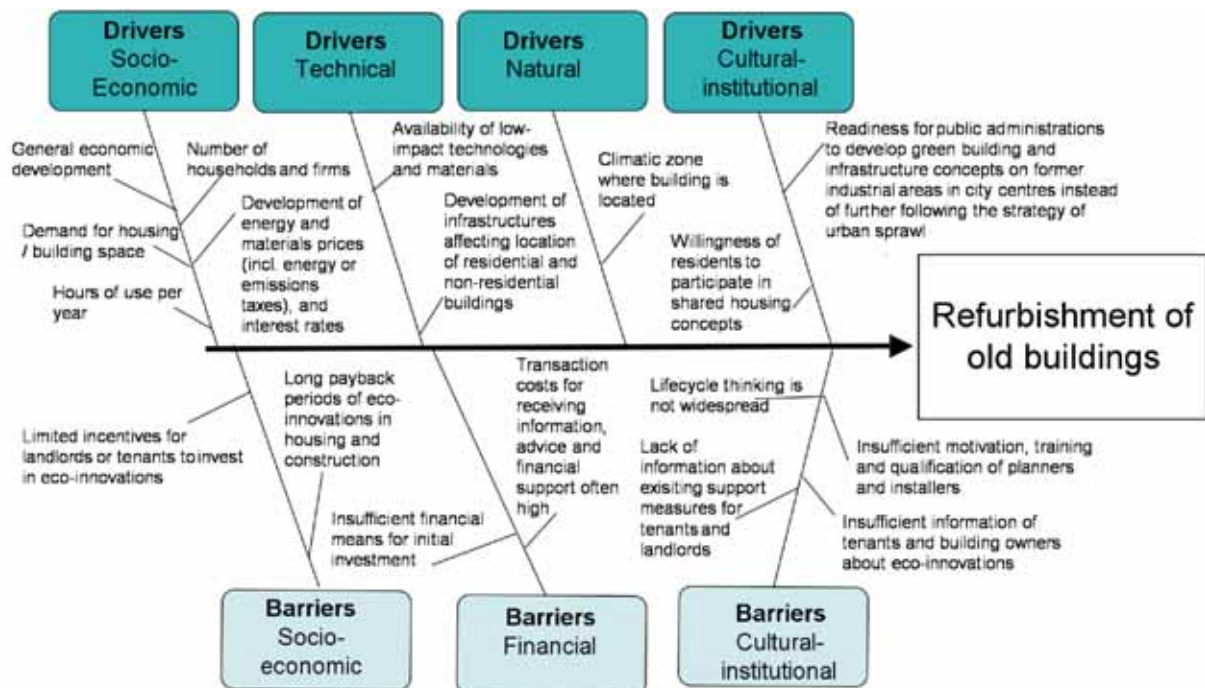 Drivers
Socio-
Economic
Drivers
Technical
Drivers
Natural
Drivers
Cultural-
institutional
General economic
development
Number of
households and firms
Demand for housing
/ building space
Development of
energy and
materials prices
(incl. energy or
emissions
taxes), and
interest rates
Hours of use per
year
Availability of low-
impact technologies
and materials
Development of
infrastructures
affecting location
of residential and
non-residential
buildings
Climatic zone
where building is
located
Willingness of
residents to
participate in
shared housing
concepts
Readiness for public administrations
to develop green building and
infrastructure concepts on former
industrial areas in city centres instead
of further following the strategy of
urban sprawl
Refurbishment of
old buildings
Limited incentives for
landlords or tenants to invest
in eco-innovations
Long payback
periods of eco-
innovations in
housing and
construction
Insufficient financial
means for initial
investment
Transaction
costs for
receiving
information,
advice and
financial
support often
high
Lifecycle thinking is
not widespread
Lack of
information about
exisiting support
measures for
tenants and
landlords
Insufficient motivation, training
and qualification of planners
and installers
Insufficient information of
tenants and building owners
about eco-innovations
Barriers
Socio-
economic
Barriers
Financial
Barriers
Cultural-
institutional